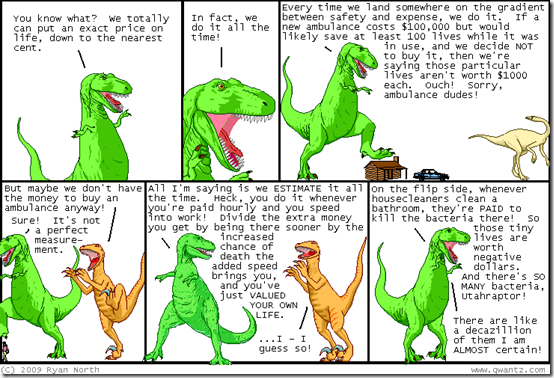 You know what?  We totally
can put an exact price on
life, down to the nearest
cent.
In fact, we
do it all the
time!
Every time we land somewhere on the gradient
between safety and expense, we do it.  If a
new ambulance costs $100,000 but would
likely save at least 100 lives while it was
in use, and we decide NOT
to buy it, then we're
saying those particular
lives aren't worth $1000
each.  Ouch!  Sorry,
ambulance dudes!
But maybe we don't have
the money to buy an
ambulance anyway!
Sure!  It's not
a perfect
measure-
ment.
All I'm saying is we ESTIMATE it all
the time.  Heck, you do it whenever
you're paid hourly and you speed
into work!  Divide the extra money
you get by being there sooner by the
increased
chance of
death the
added speed
brings you,
and you've
just VALUED
YOUR OWN
LIFE.
...I - I
guess so!
On the flip side, whenever
housecleaners clean a
bathroom, they're PAID to
kill the bacteria there!  So
those tiny
lives are
worth
negative
dollars.
And there's SO
MANY bacteria,
Utahraptor!
There are like
a decazillion
of them I am
ALMOST certain!
(C) 2009 Ryan North
www.qwantz.com